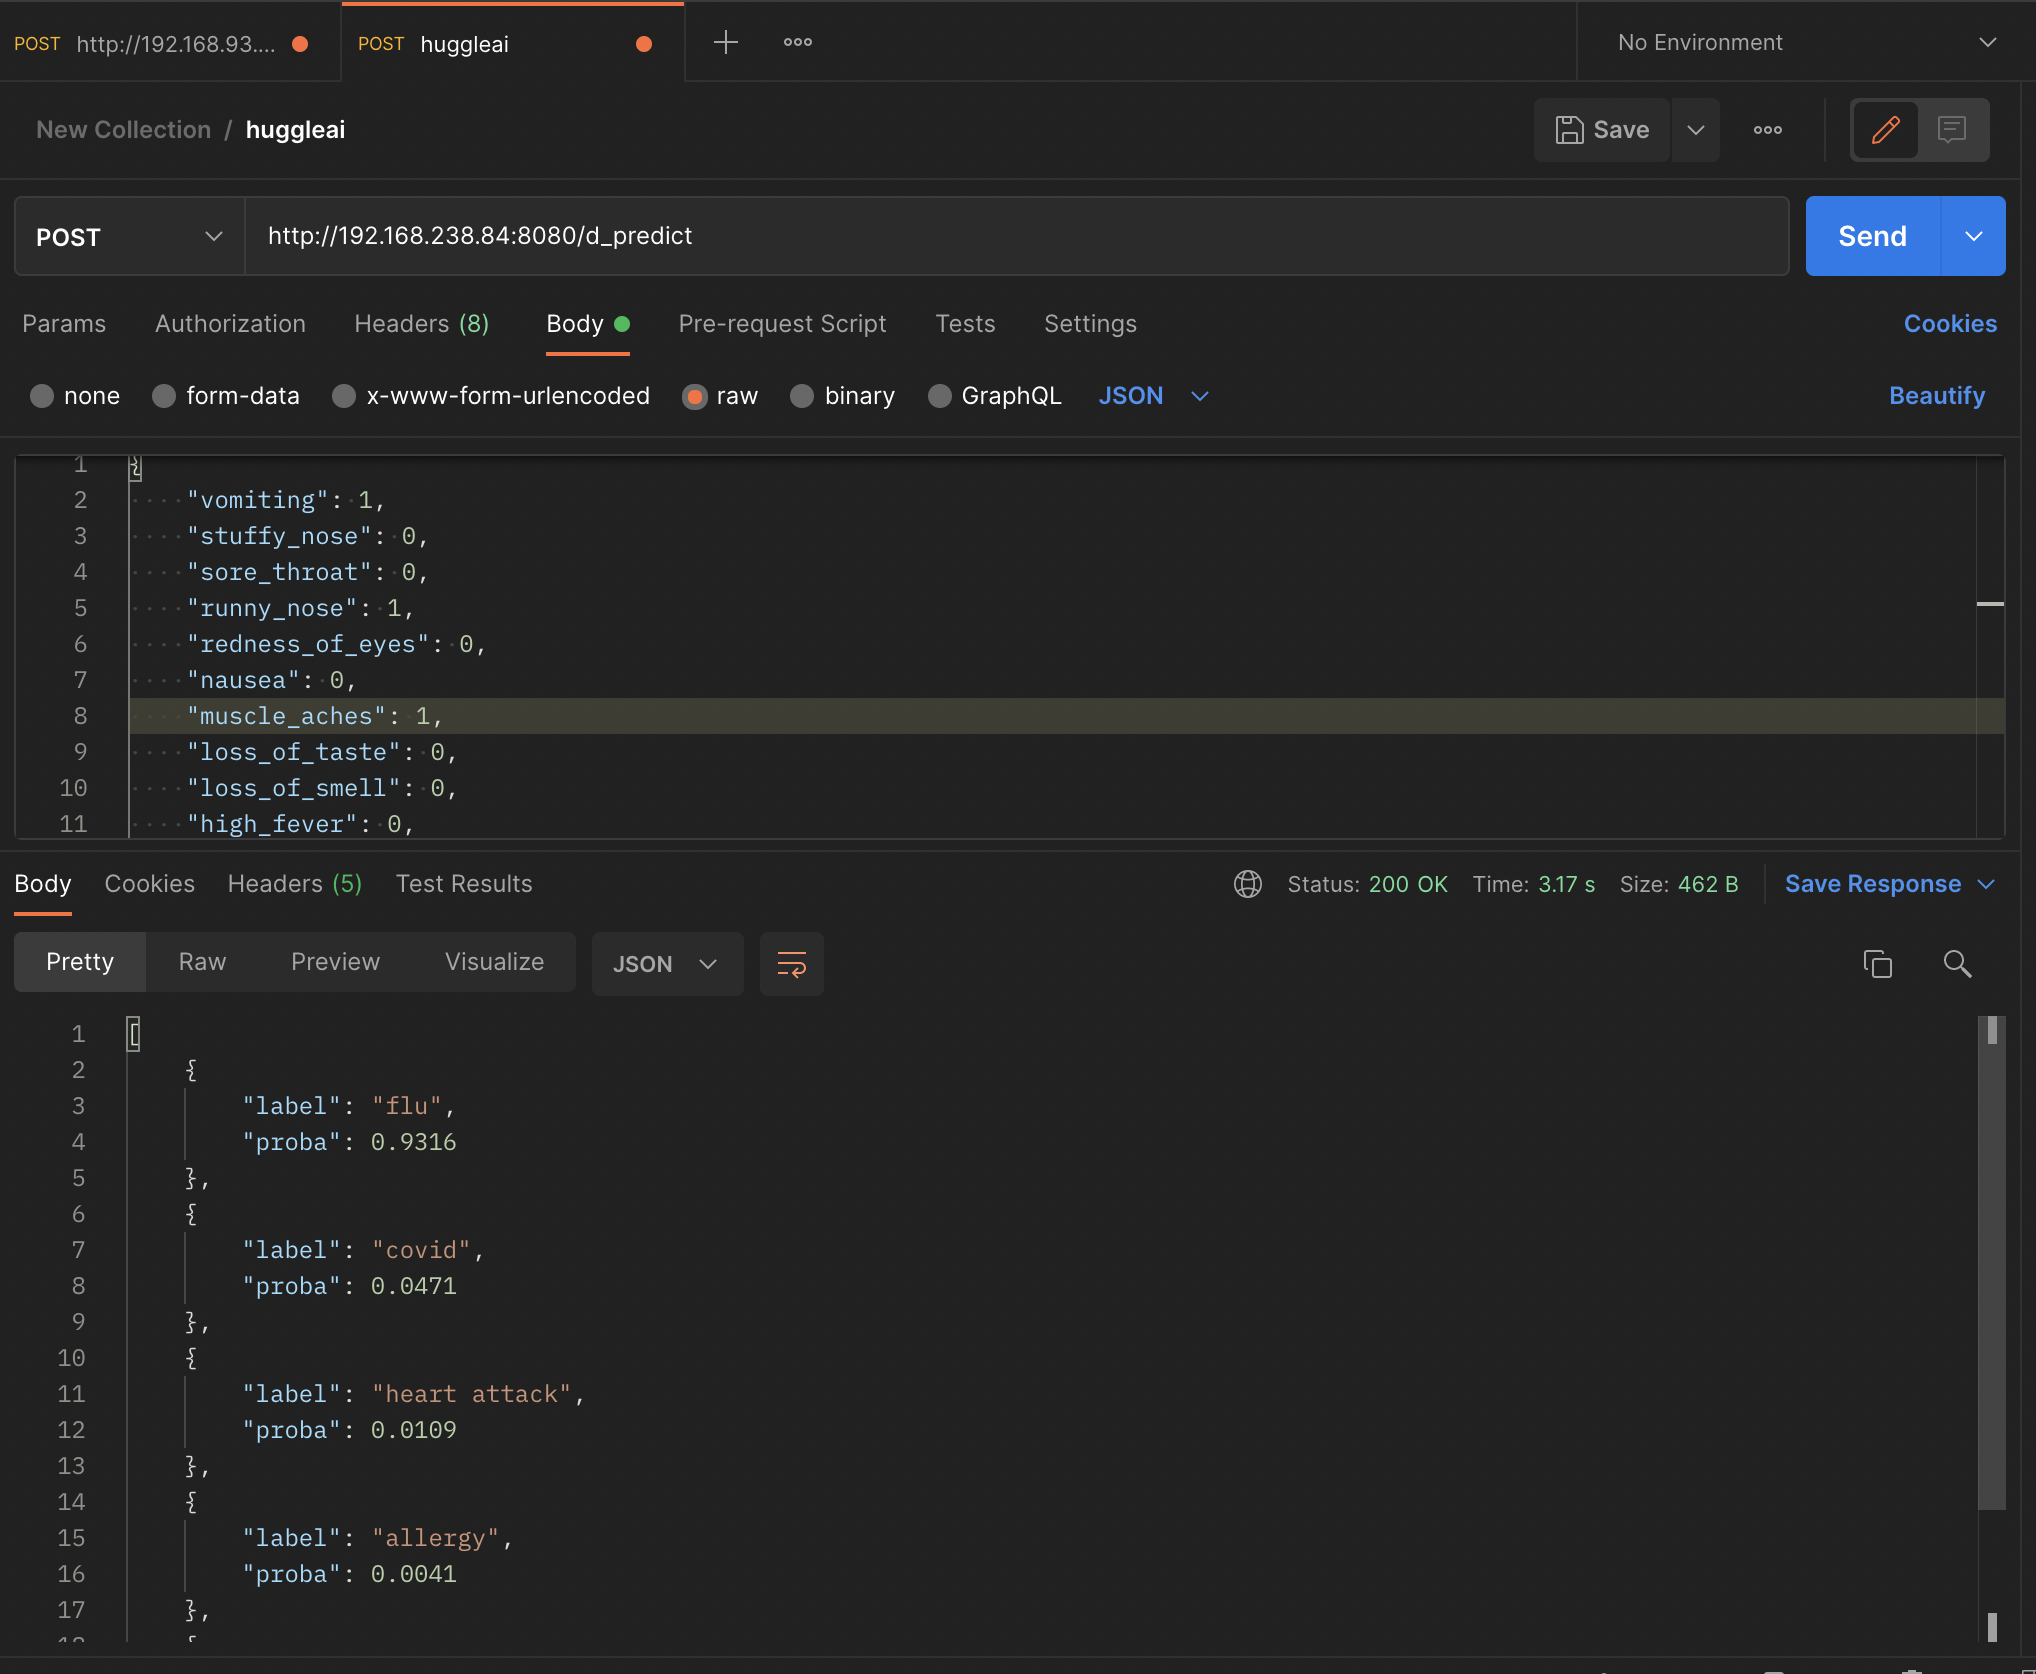 POST http://192.168.93.... POST huggleai No Environment
New Collection / huggleai Save
POST http://192.168.238.84:8080/d_predict Send
Params Authorization Headers (8) Body Pre-request Script Tests Settings Cookies
none form-data x-www-form-urlencoded raw binary GraphQL JSON Beautify
1 {
2 "vomiting": 1,
3 "stuffy_nose": 0,
4 "sore_throat": 0,
5 "runny_nose": 1,
6 "redness_of_eyes": 0,
7 "nausea": 0,
8 "muscle_aches": 1,
9 "loss_of_taste": 0,
10 "loss_of_smell": 0,
11 "high_fever": 0,
Body Cookies Headers (5) Test Results Status: 200 OK Time: 3.17 s Size: 462 B Save Response
Pretty Raw Preview Visualize JSON
1 [
2 {
3 "label": "flu",
4 "proba": 0.9316
5 },
6 {
7 "label": "covid",
8 "proba": 0.0471
9 },
10 {
11 "label": "heart attack",
12 "proba": 0.0109
13 },
14 {
15 "label": "allergy",
16 "proba": 0.0041
17 },